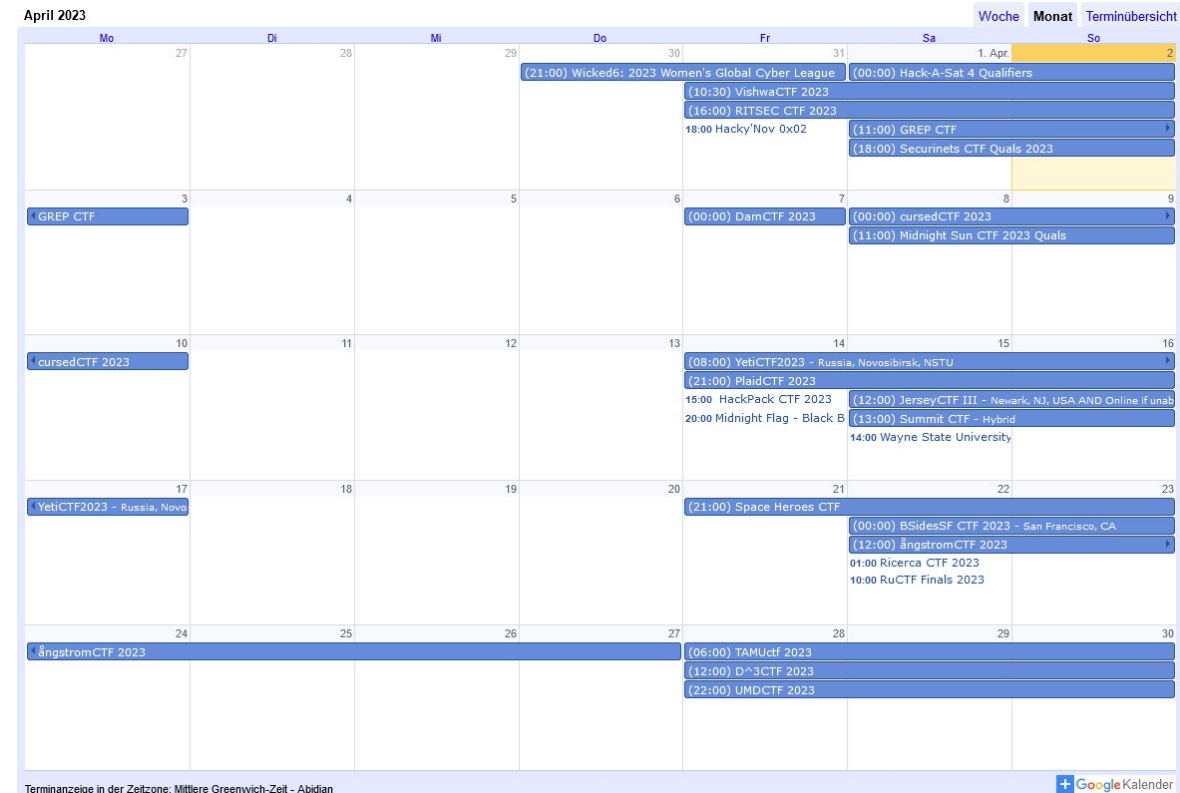 April 2023
Woche Monat Terminübersicht
Mo Di Mi Do Fr Sa So
27 28 29 30 31 1. Apr. 2
(21:00) Wicked6: 2023 Women's Global Cyber League (00:00) Hack-A-Sat 4 Qualifiers
(10:30) VishwaCTF 2023
(16:00) RITSEC CTF 2023
18:00 Hacky'Nov 0x02 (11:00) GREP CTF
(18:00) Securinets CTF Quals 2023
3 4 5 6 7 8 9
GREP CTF (00:00) DamCTF 2023 (00:00) cursedCTF 2023
(11:00) Midnight Sun CTF 2023 Quals
10 11 12 13 14 15 16
cursedCTF 2023 (08:00) YetiCTF2023 - Russia, Novosibirsk, NSTU
(21:00) PlaidCTF 2023
15:00 HackPack CTF 2023 (12:00) JerseyCTF III - Newark, NJ, USA AND Online if unab
20:00 Midnight Flag - Black B (13:00) Summit CTF - Hybrid
14:00 Wayne State University
17 18 19 20 21 22 23
YetiCTF2023 - Russia, Novo (21:00) Space Heroes CTF
(00:00) BSidesSF CTF 2023 - San Francisco, CA
(12:00) ångstromCTF 2023
01:00 Ricerca CTF 2023
10:00 RuCTF Finals 2023
24 25 26 27 28 29 30
ångstromCTF 2023 (06:00) TAMUctf 2023
(12:00) D^3CTF 2023
(22:00) UMDCTF 2023
Terminanzeige in der Zeitzone: Mittlere Greenwich-Zeit - Abidjan
Google Kalender